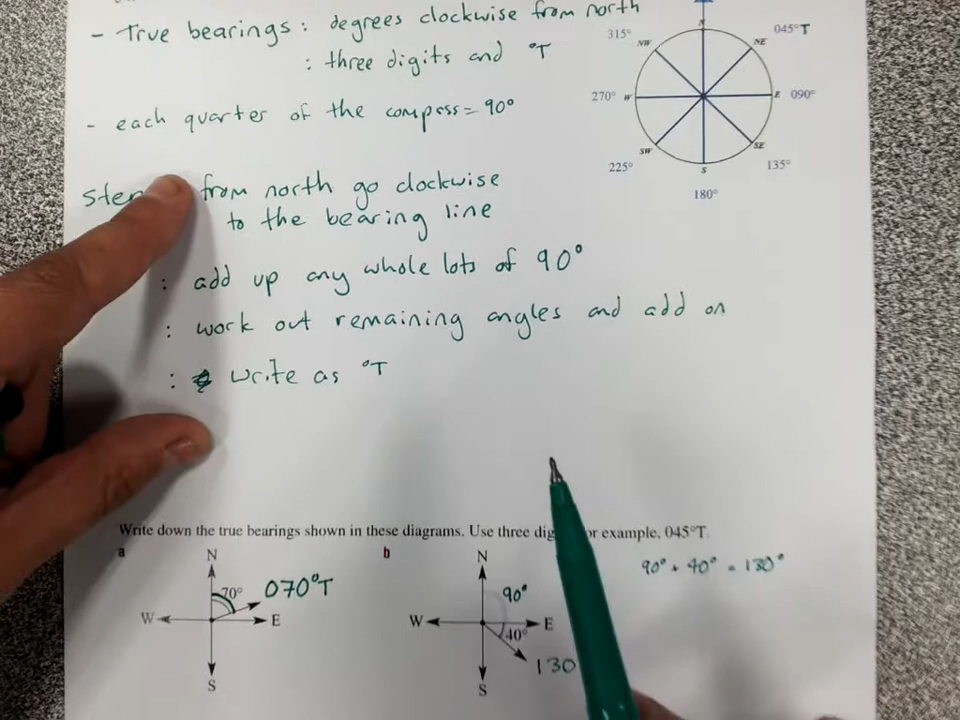 - True bearings : degrees clockwise from north
: three digits and °T
- each quarter of the compass = 90°
from north go clockwise
to the bearing line
: add up any whole lots of 90°
: work out remaining angles and add on
: write as °T
N
NE 045°T
E 090°
SE 135°
S
180°
SW
225°
270° W
315°
NW
Write down the true bearings shown in these diagrams. Use three example, 045°T.
a
N
70° 070°T
W E
S
b
N
90°
W E
40°
130
S
90° + 40° = 130°